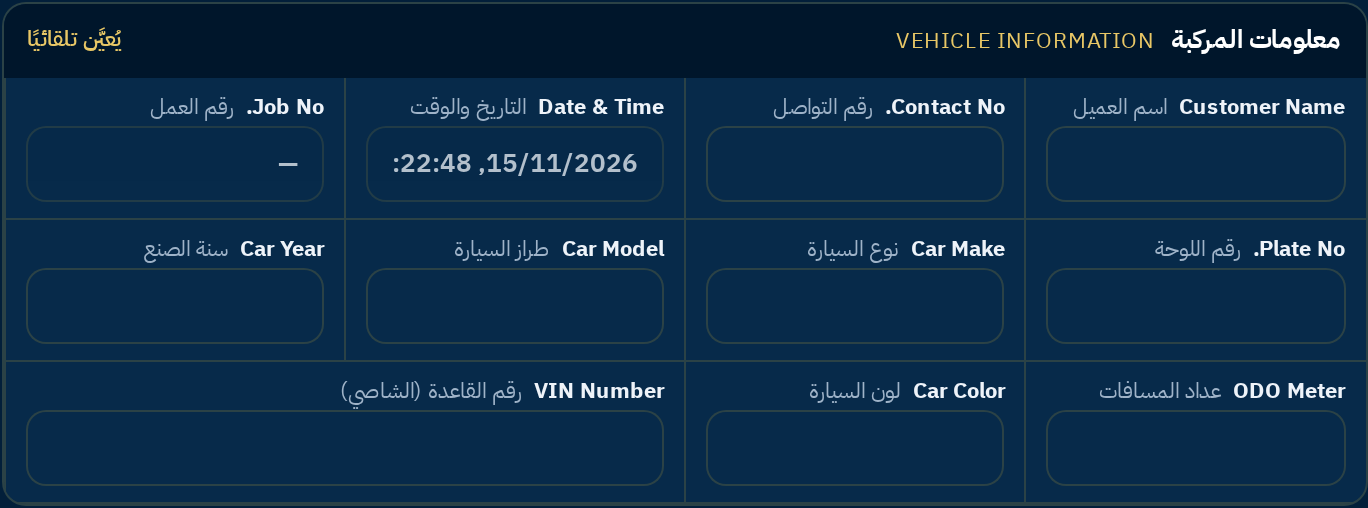 معلومات المركبة VEHICLE INFORMATION
يُعيَّن تلقائيًا
Customer Name اسم العميل
Contact No. رقم التواصل
Date & Time التاريخ والوقت
15/11/2026, 22:48:
Job No. رقم العمل
—
Plate No. رقم اللوحة
Car Make نوع السيارة
Car Model طراز السيارة
Car Year سنة الصنع
ODO Meter عداد المسافات
Car Color لون السيارة
VIN Number رقم القاعدة (الشاصي)